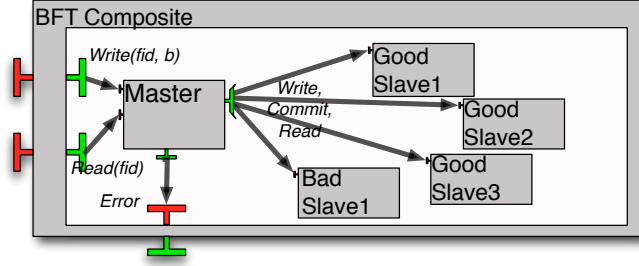 BFT Composite
Write(fid, b)
Master
Read(fid)
Error
Write,
Commit,
Read
Good
Slave1
Good
Slave2
Good
Slave3
Bad
Slave1